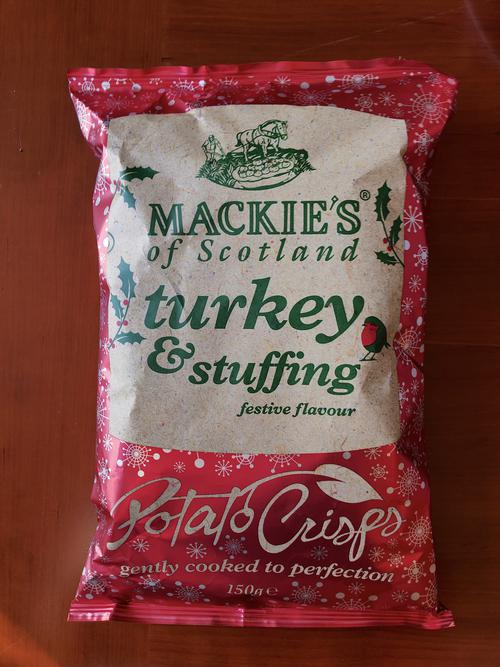 MACKIE'S®
of Scotland
turkey
& stuffing
festive flavour
Potato Crisps
gently cooked to perfection
150g ℮